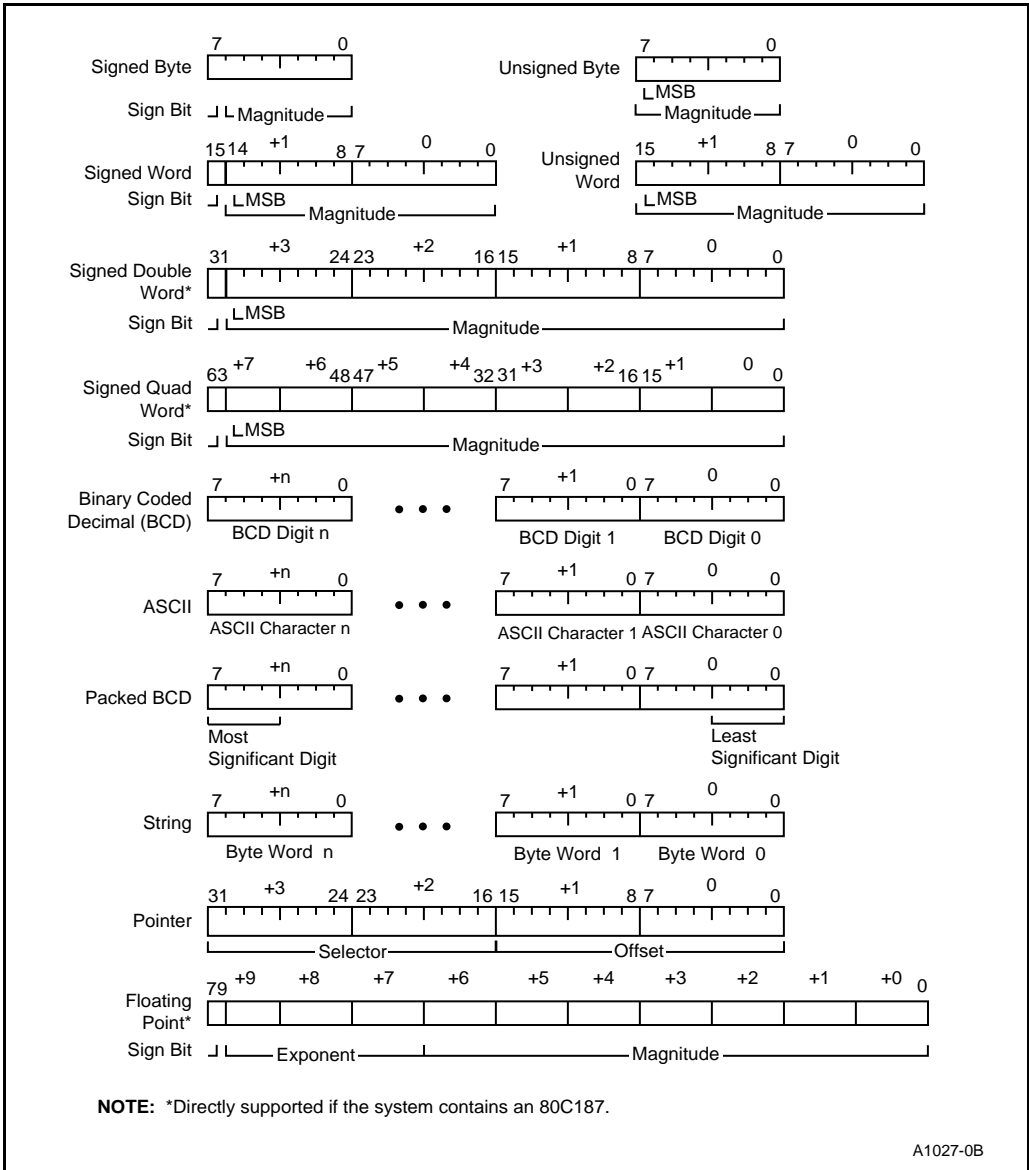 7 0 7 0
Signed Byte Unsigned Byte
MSB
Sign Bit Magnitude Magnitude
15 14 +1 8 7 0 0 15 +1 8 7 0 0
Signed Word Unsigned
Word
Sign Bit MSB Magnitude MSB Magnitude
31 +3 24 23 +2 16 15 +1 8 7 0 0
Signed Double
Word*
MSB
Sign Bit Magnitude
63 +7 +6 48 47 +5 +4 32 31 +3 +2 16 15 +1 0 0
Signed Quad
Word*
MSB
Sign Bit Magnitude
7 +n 0 7 +1 0 7 0 0
Binary Coded
Decimal (BCD)
• • •
BCD Digit n BCD Digit 1 BCD Digit 0
7 +n 0 7 +1 0 7 0 0
ASCII • • •
ASCII Character n ASCII Character 1 ASCII Character 0
7 +n 0 7 +1 0 7 0 0
Packed BCD • • •
Most Least
Significant Digit Significant Digit
7 +n 0 7 +1 0 7 0 0
String • • •
Byte Word n Byte Word 1 Byte Word 0
31 +3 24 23 +2 16 15 +1 8 7 0 0
Pointer
Selector Offset
79 +9 +8 +7 +6 +5 +4 +3 +2 +1 +0 0
Floating
Point*
Sign Bit Exponent Magnitude
NOTE: *Directly supported if the system contains an 80C187.
A1027-0B